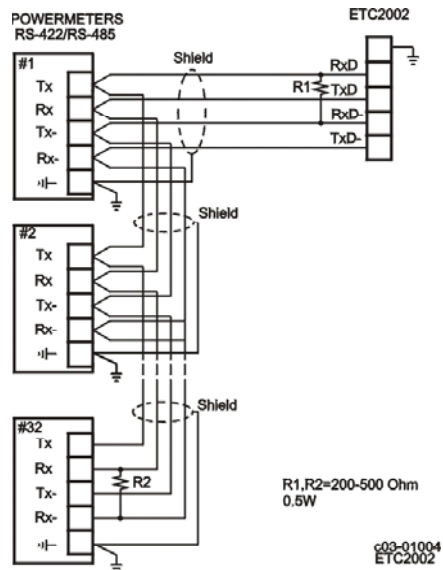 POWERMETERS
RS-422/RS-485
ETC2002
#1
Tx
Rx
Tx-
Rx-
Shield
RxD
R1
TxD
RxD-
TxD-
#2
Tx
Rx
Tx-
Rx-
Shield
#32
Tx
Rx
Tx-
Rx-
Shield
R2
R1,R2=200-500 Ohm
0.5W
c03-01004
ETC2002